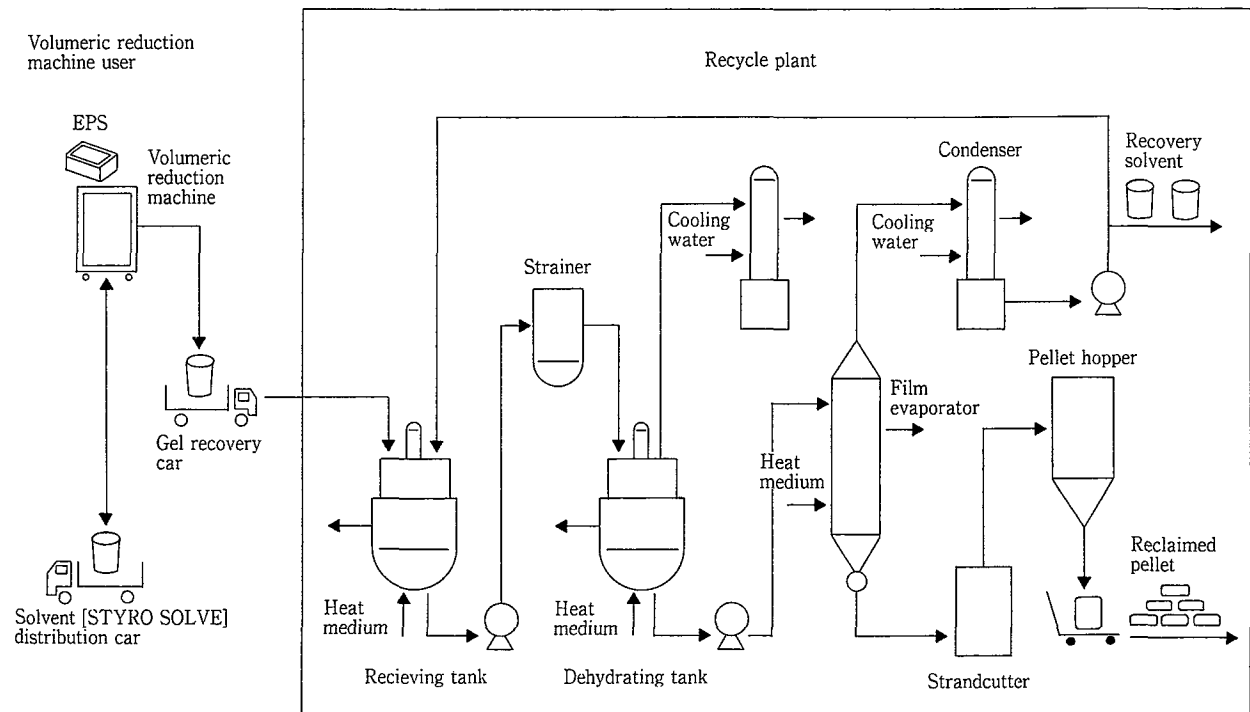 Volumeric reduction
machine user
Recycle plant
EPS
Volumeric
reduction
machine
Gel recovery
car
Solvent [STYRO SOLVE]
distribution car
Strainer
Cooling
water
Condenser
Cooling
water
Recovery
solvent
Pellet hopper
Film
evaporator
Heat
medium
Heat
medium
Heat
medium
Recieving tank
Dehydrating tank
Strandcutter
Reclaimed
pellet